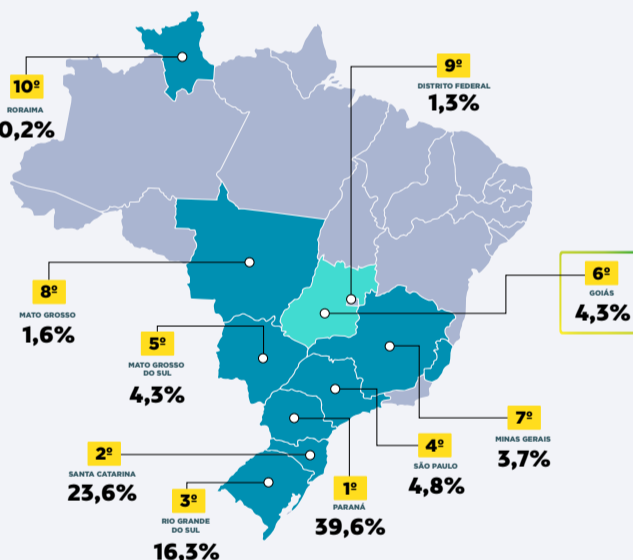 10º
RORAIMA
0,2%
9º
DISTRITO FEDERAL
1,3%
6º
GOIÁS
4,3%
8º
MATO GROSSO
1,6%
5º
MATO GROSSO
DO SUL
4,3%
7º
MINAS GERAIS
3,7%
4º
SÃO PAULO
4,8%
2º
SANTA CATARINA
23,6%
1º
PARANÁ
39,6%
3º
RIO GRANDE
DO SUL
16,3%